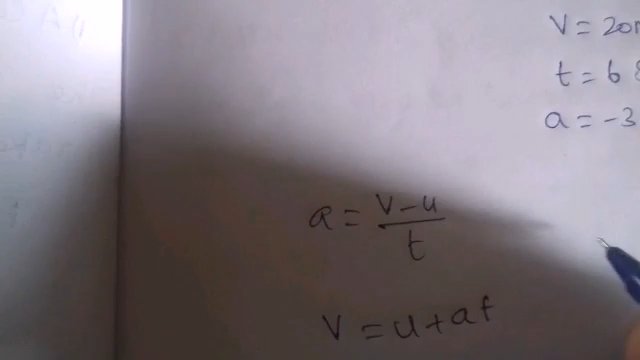 V = 20
t = 6
a = -3
a = V-u / t
V = u + at